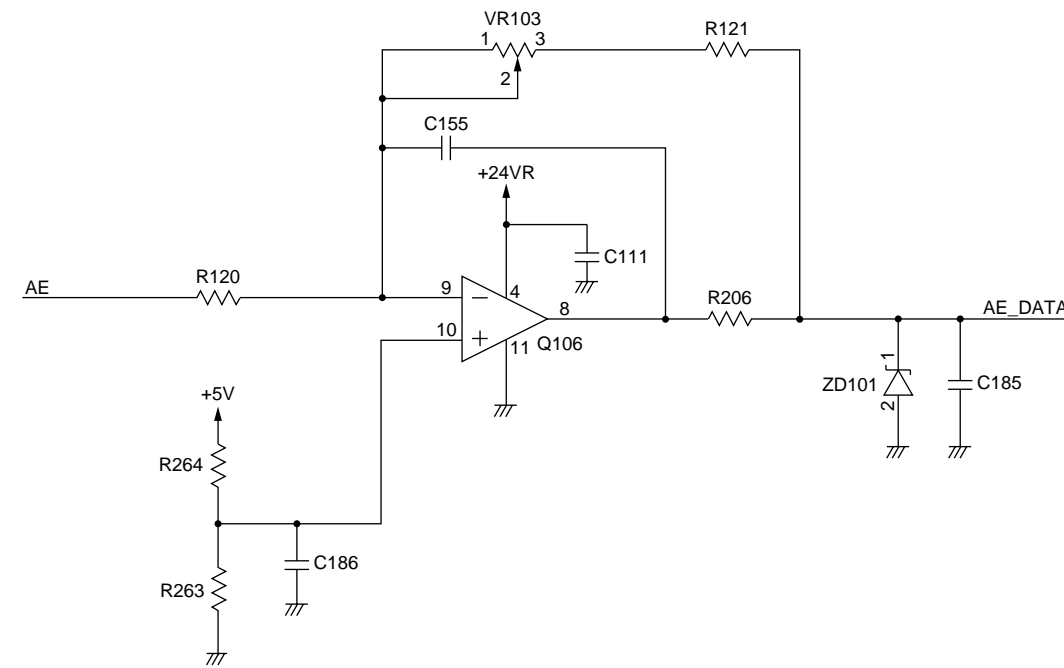 VR103
1
3
R121
2
C155
+24VR
C111
AE
R120
9
4
8
R206
AE_DATA
10
11
Q106
1
ZD101
2
C185
+5V
R264
C186
R263